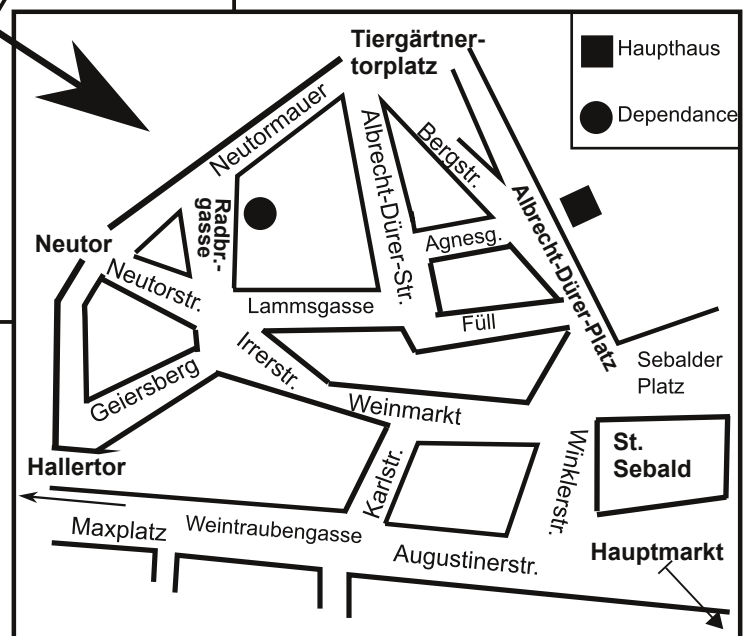 Tiergärtner-
torplatz
Haupthaus
Dependance
Neutormauer
Albrecht-Dürer-Str.
Bergstr.
Radbr.-
gasse
Albrecht-Dürer-Platz
Neutor
Agnesg.
Neutorstr.
Lammsgasse
Füll
Irrerstr.
Sebalder
Platz
Geiersberg
Weinmarkt
St.
Sebald
Winklerstr.
Karlstr.
Hallertor
Maxplatz
Weintraubengasse
Augustinerstr.
Hauptmarkt